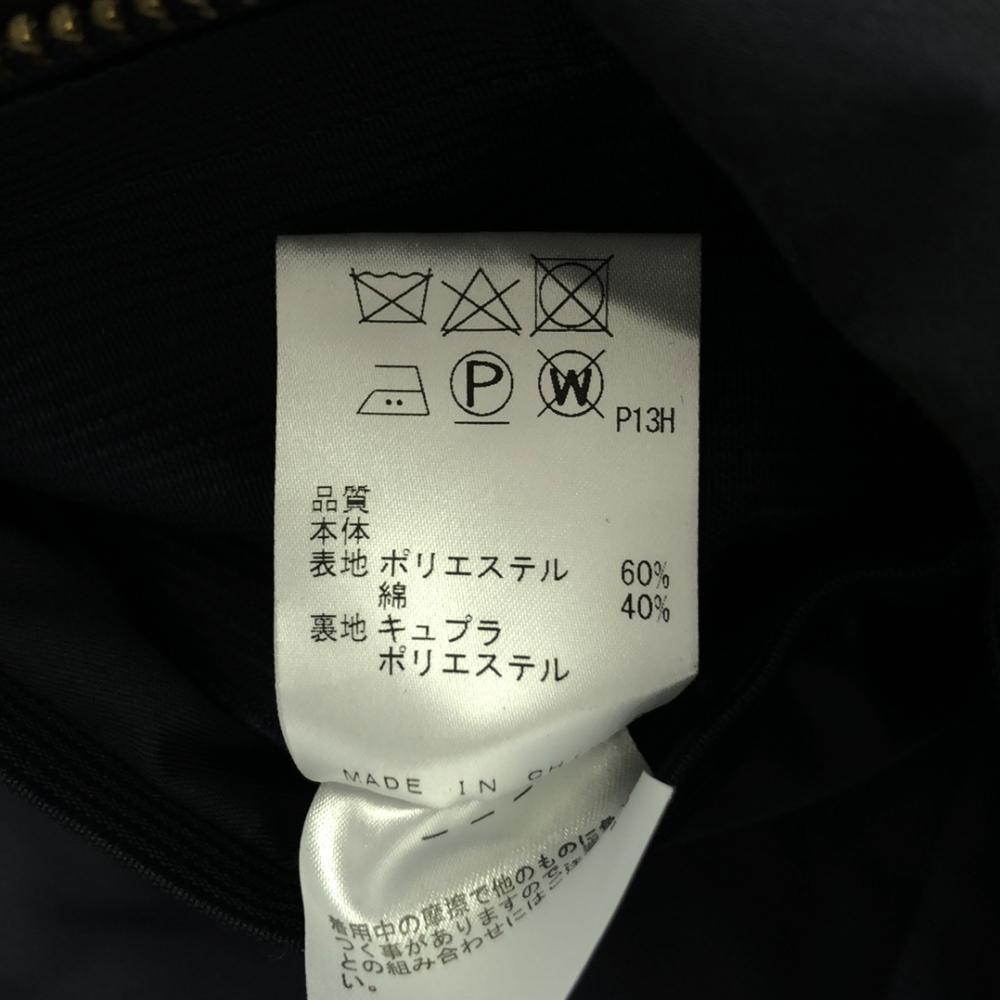 P W P13H
品質
本体
表地 ポリエステル 60%
綿 40%
裏地 キュプラ
ポリエステル
MADE IN
着用中の摩擦で他のものに
つく事がありますので
との組み合わせにはご
い。